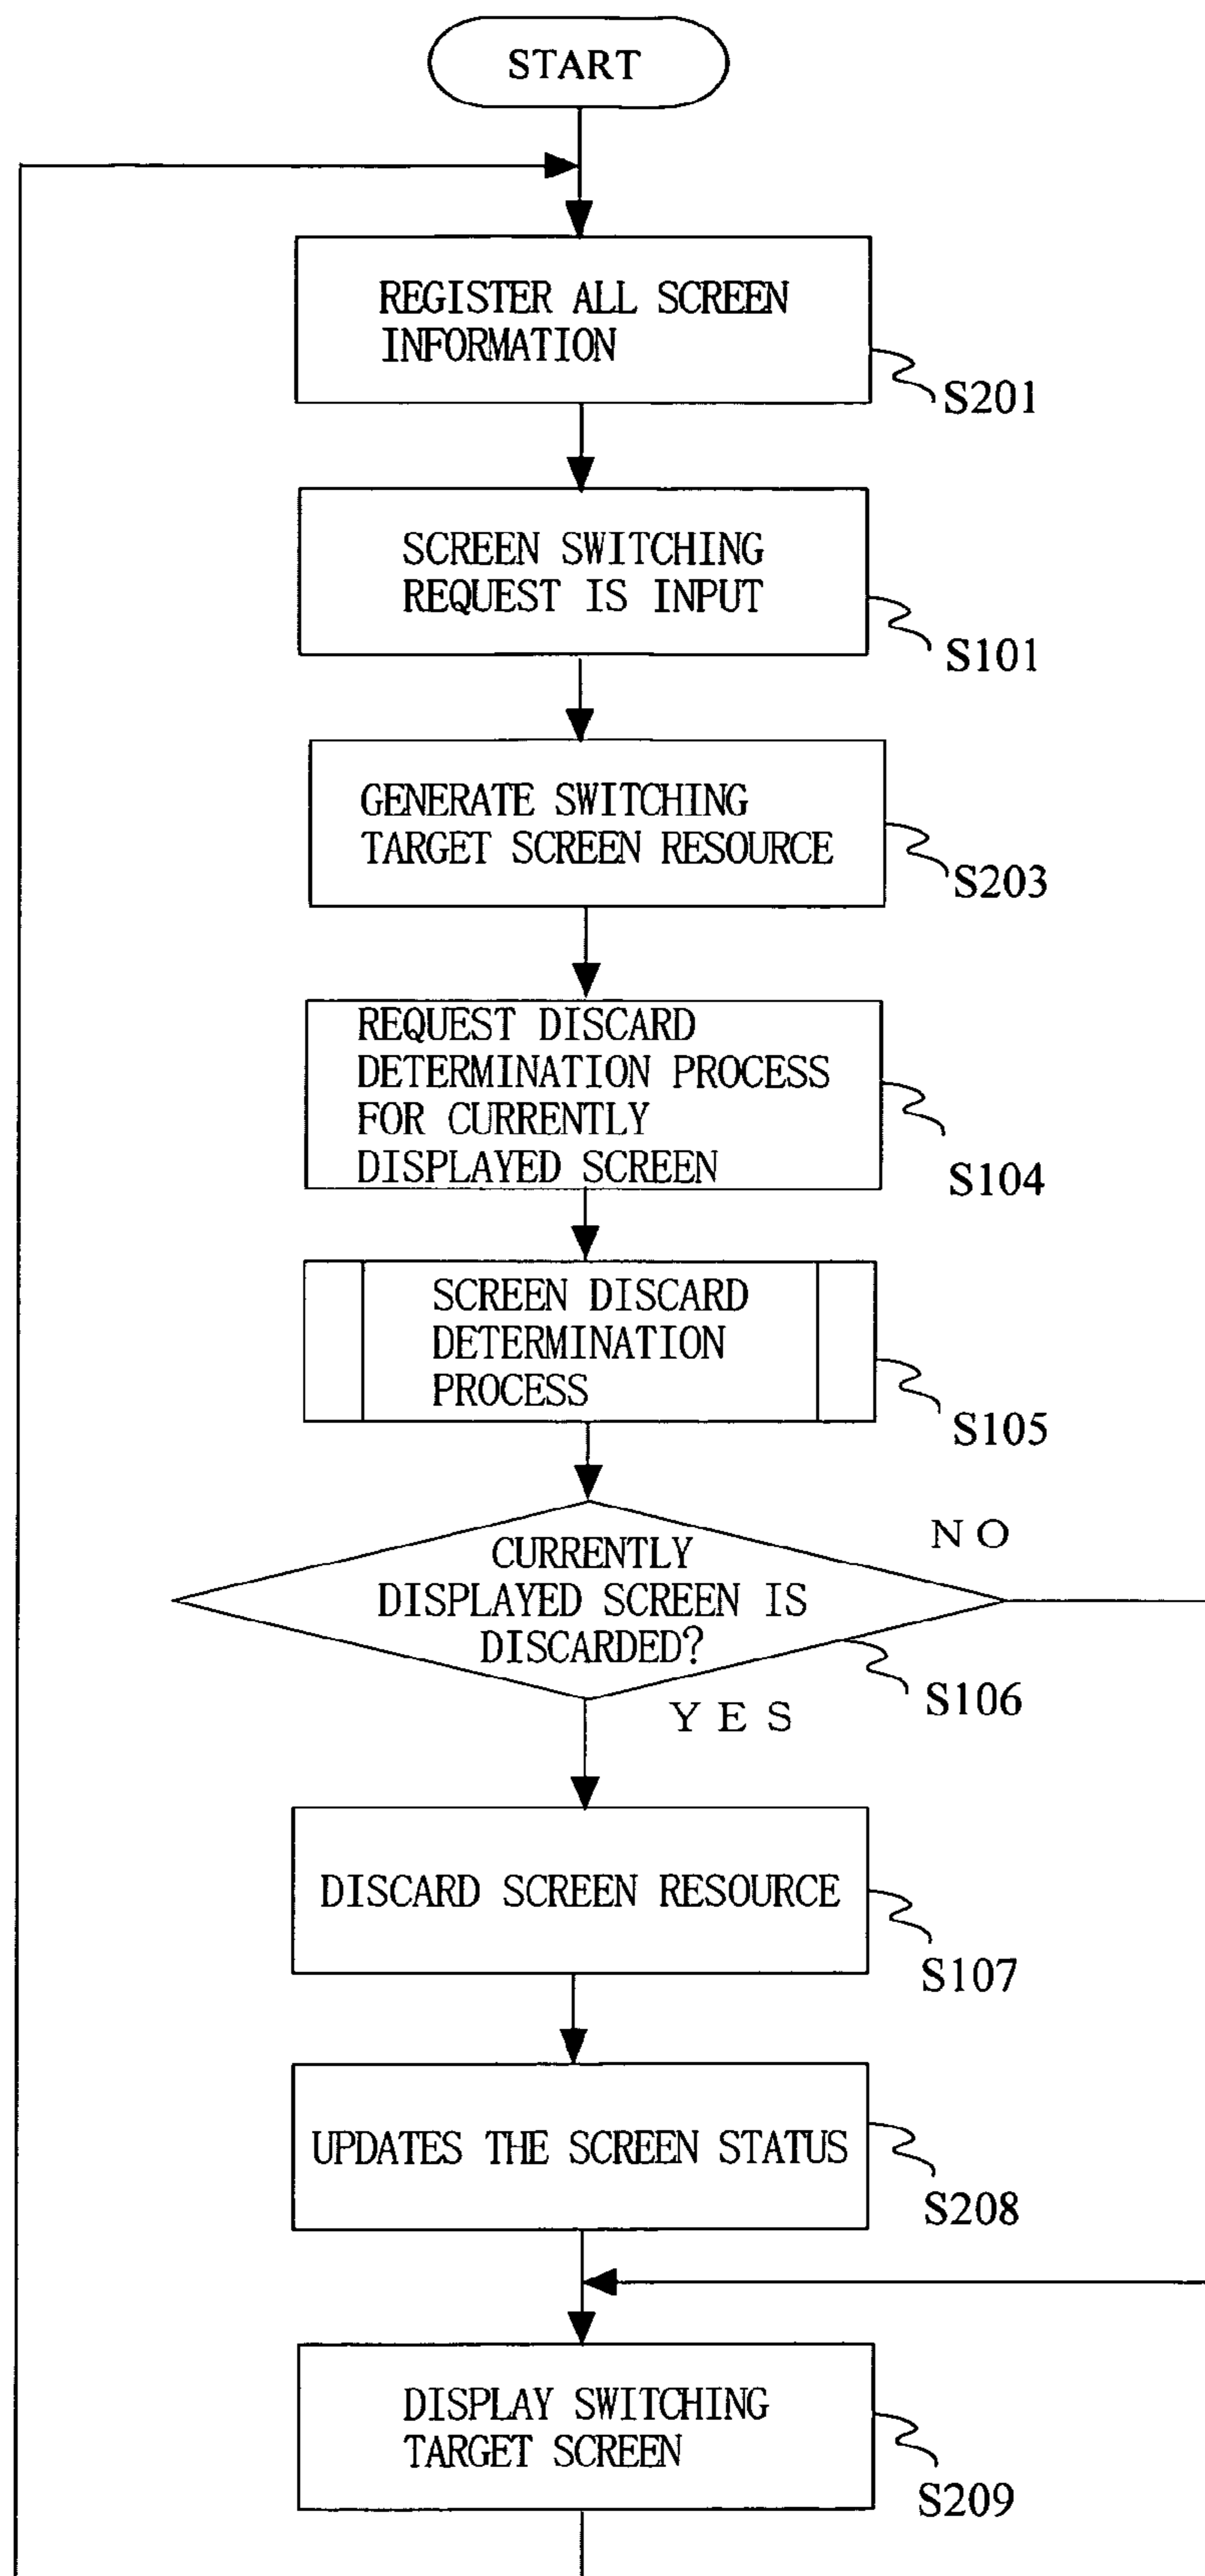 START
REGISTER ALL SCREEN
INFORMATION
S201
SCREEN SWITCHING
REQUEST IS INPUT
S101
GENERATE SWITCHING
TARGET SCREEN RESOURCE
S203
REQUEST DISCARD
DETERMINATION PROCESS
FOR CURRENTLY
DISPLAYED SCREEN
S104
SCREEN DISCARD
DETERMINATION
PROCESS
S105
CURRENTLY
DISPLAYED SCREEN IS
DISCARDED?
NO
S106
YES
DISCARD SCREEN RESOURCE
S107
UPDATES THE SCREEN STATUS
S208
DISPLAY SWITCHING
TARGET SCREEN
S209